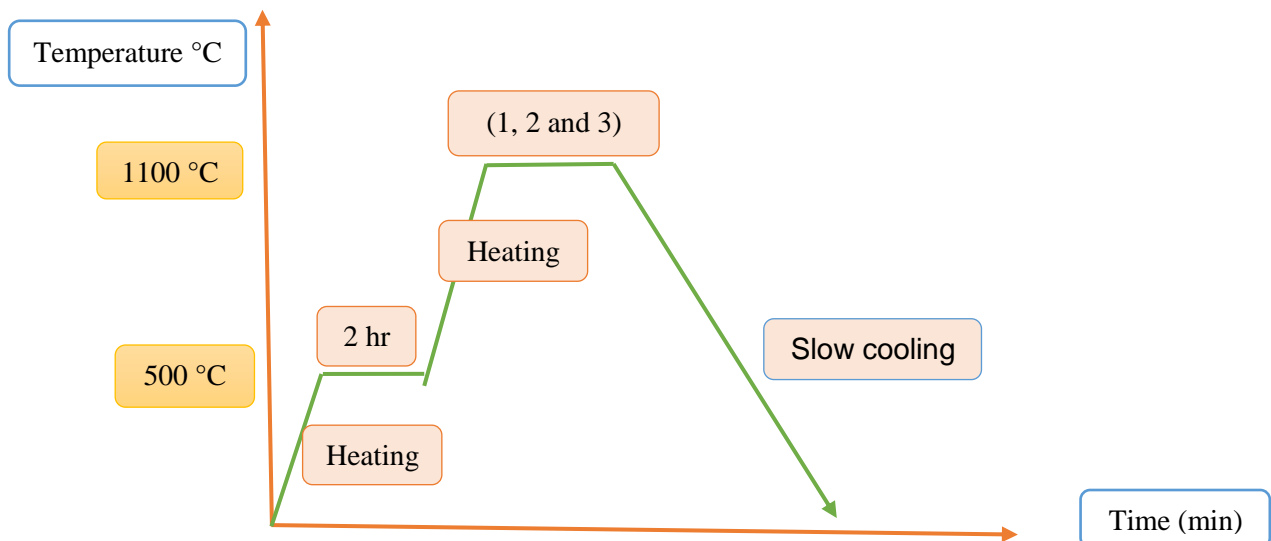 Temperature °C
(1, 2 and 3)
1100 °C
Heating
2 hr
Slow cooling
500 °C
Heating
Time (min)